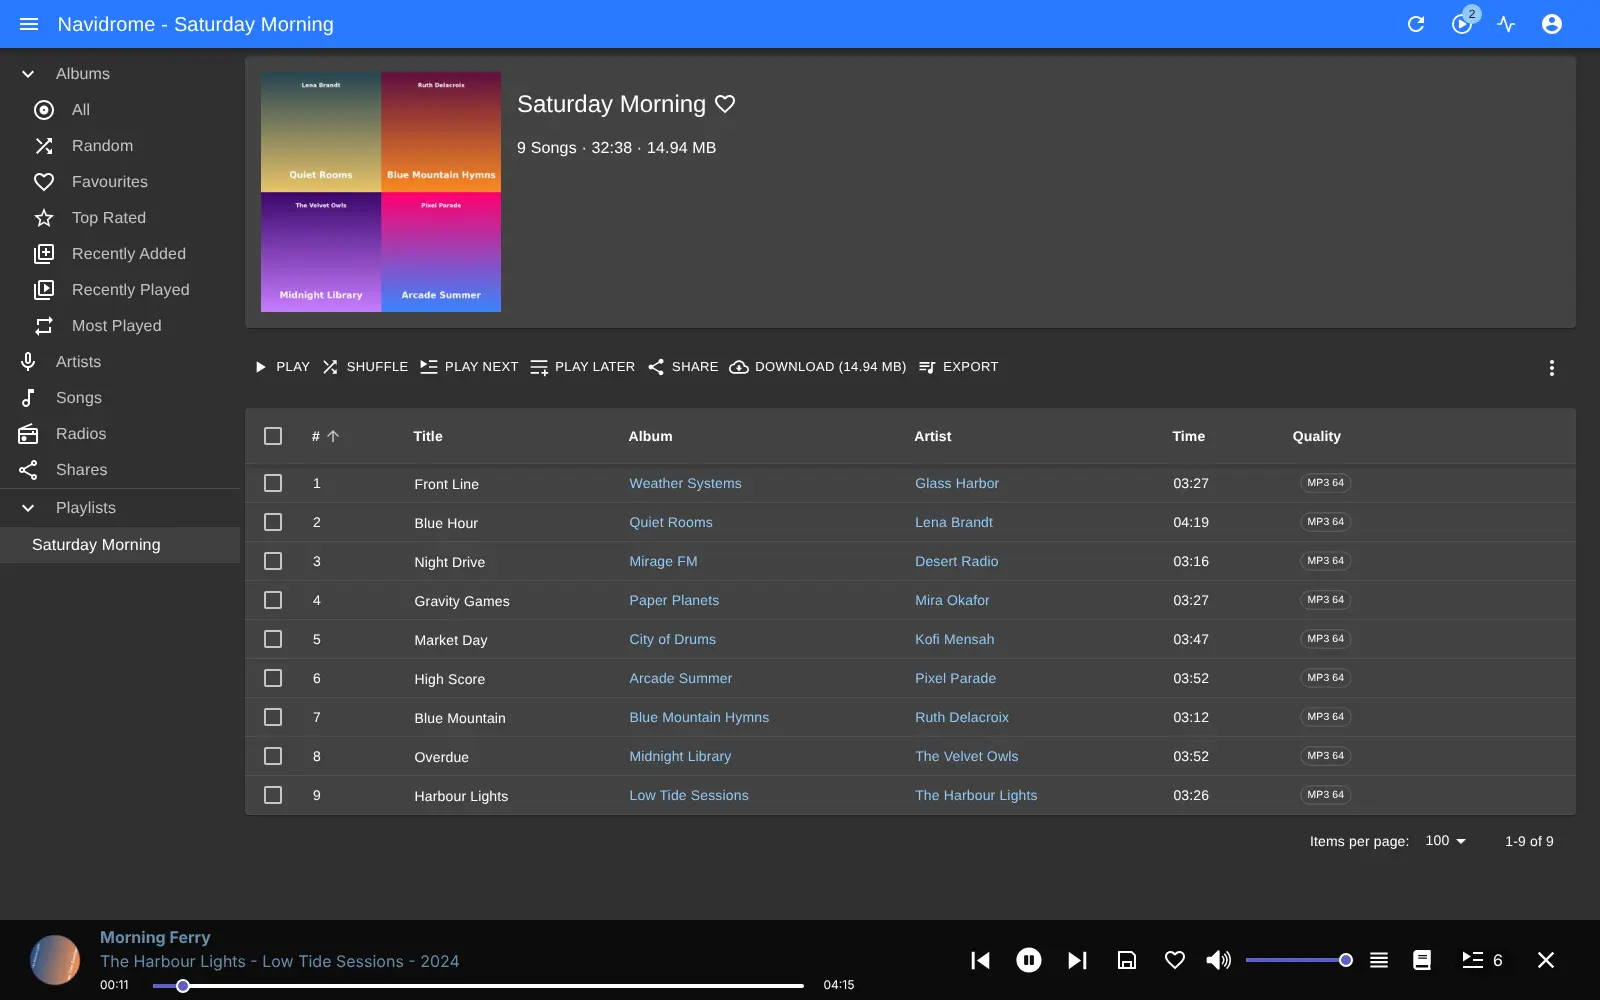 Navidrome - Saturday Morning
2
Albums
All
Random
Favourites
Top Rated
Recently Added
Recently Played
Most Played
Artists
Songs
Radios
Shares
Playlists
Saturday Morning
Lena Brandt
Quiet Rooms
Ruth Delacroix
Blue Mountain Hymns
The Velvet Owls
Midnight Library
Pixel Parade
Arcade Summer
Saturday Morning
9 Songs · 32:38 · 14.94 MB
PLAY SHUFFLE PLAY NEXT PLAY LATER SHARE DOWNLOAD (14.94 MB) EXPORT
# Title Album Artist Time Quality
1 Front Line Weather Systems Glass Harbor 03:27 MP3 64
2 Blue Hour Quiet Rooms Lena Brandt 04:19 MP3 64
3 Night Drive Mirage FM Desert Radio 03:16 MP3 64
4 Gravity Games Paper Planets Mira Okafor 03:27 MP3 64
5 Market Day City of Drums Kofi Mensah 03:47 MP3 64
6 High Score Arcade Summer Pixel Parade 03:52 MP3 64
7 Blue Mountain Blue Mountain Hymns Ruth Delacroix 03:12 MP3 64
8 Overdue Midnight Library The Velvet Owls 03:52 MP3 64
9 Harbour Lights Low Tide Sessions The Harbour Lights 03:26 MP3 64
Items per page: 100 1-9 of 9
Morning Ferry
The Harbour Lights - Low Tide Sessions - 2024
00:11 04:15
6